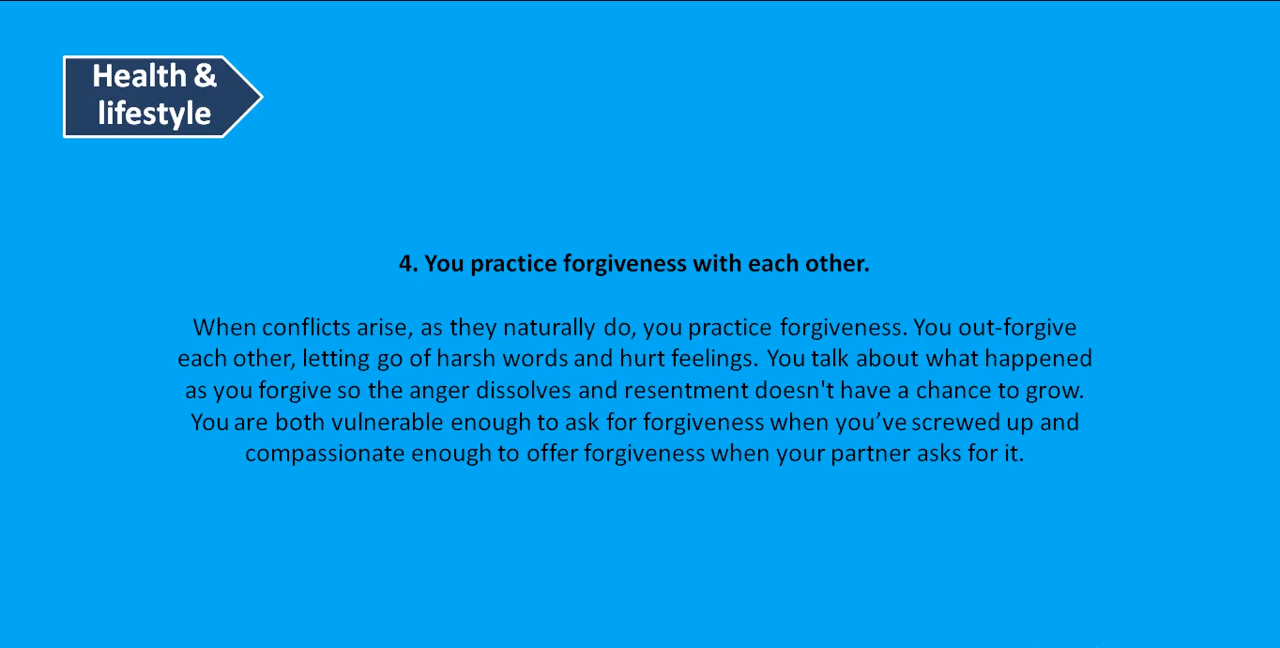 Health &
lifestyle
4. You practice forgiveness with each other.
When conflicts arise, as they naturally do, you practice forgiveness. You out-forgive
each other, letting go of harsh words and hurt feelings. You talk about what happened
as you forgive so the anger dissolves and resentment doesn't have a chance to grow.
You are both vulnerable enough to ask for forgiveness when you’ve screwed up and
compassionate enough to offer forgiveness when your partner asks for it.